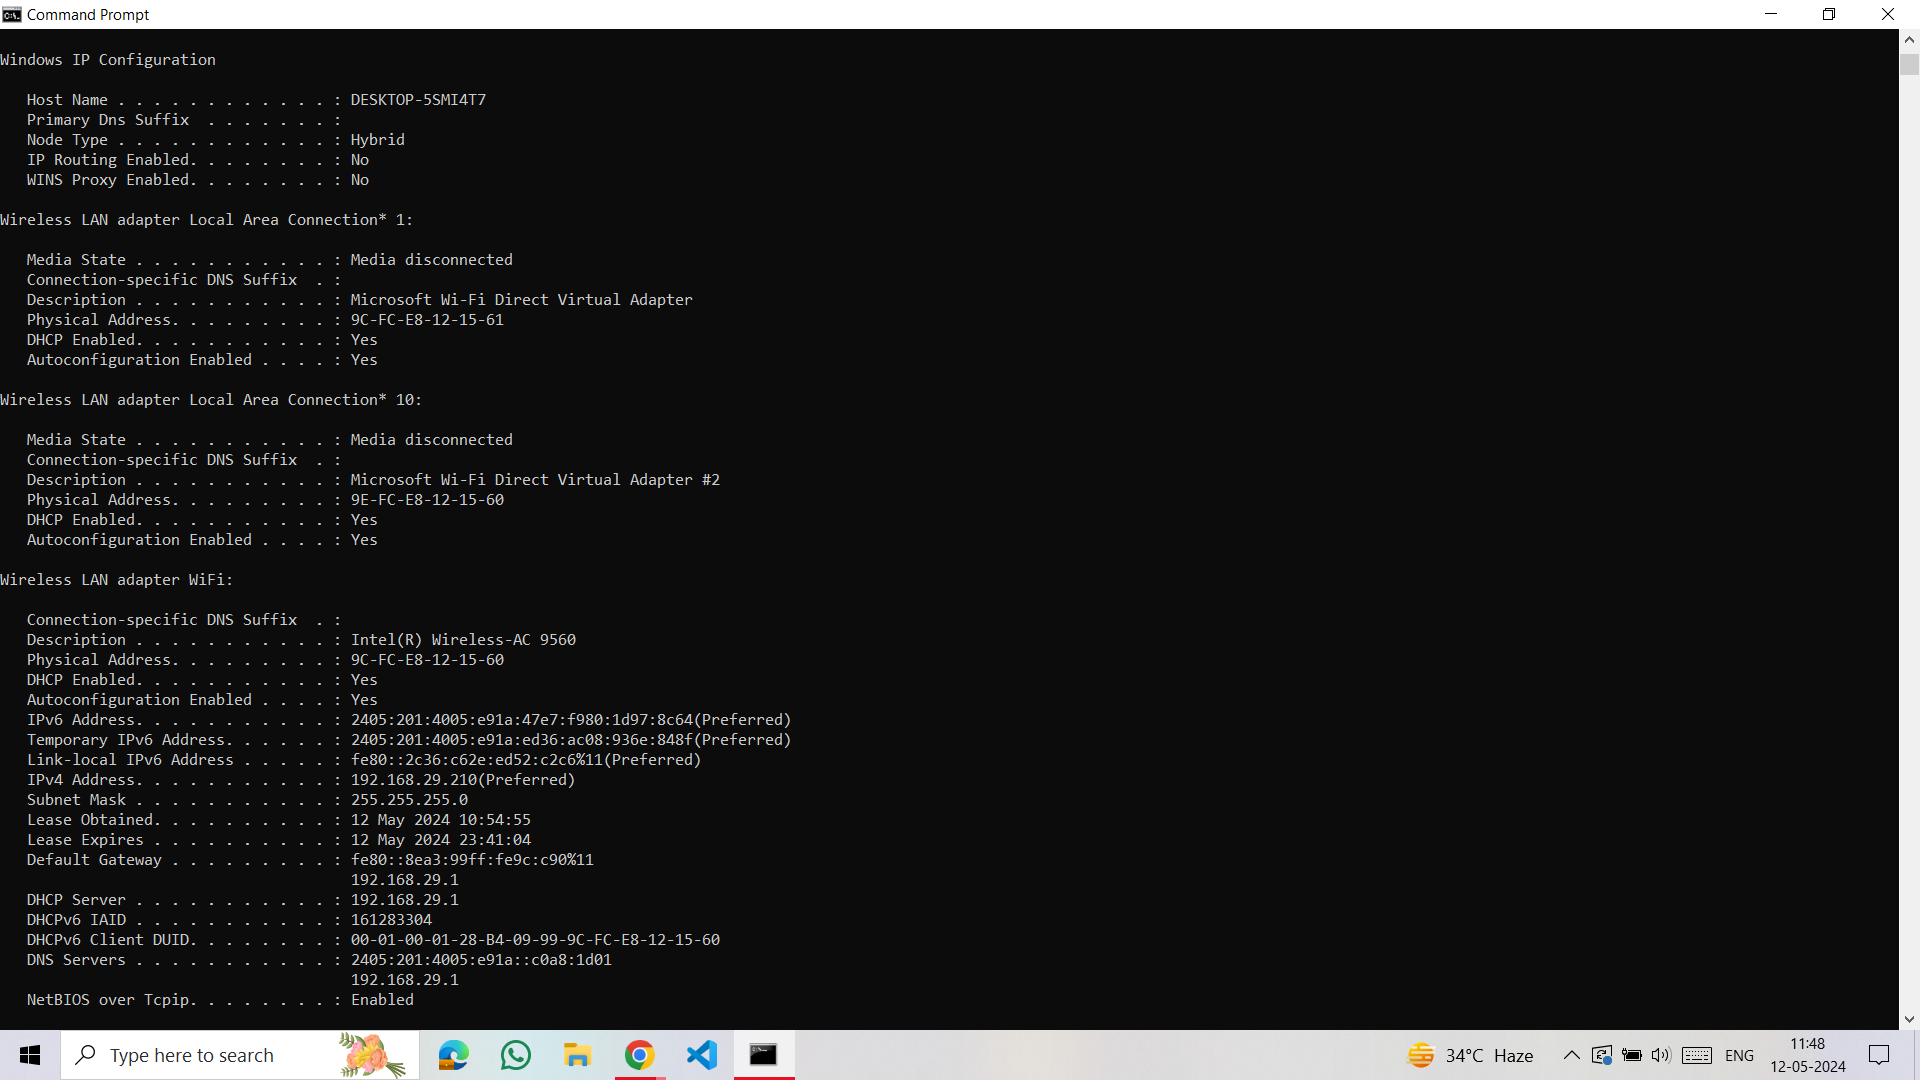 Command Prompt
Windows IP Configuration
Host Name . . . . . . . . . . . . : DESKTOP-5SMI4T7
Primary Dns Suffix  . . . . . . . :
Node Type . . . . . . . . . . . . : Hybrid
IP Routing Enabled. . . . . . . . : No
WINS Proxy Enabled. . . . . . . . : No
Wireless LAN adapter Local Area Connection* 1:
Media State . . . . . . . . . . . : Media disconnected
Connection-specific DNS Suffix  . :
Description . . . . . . . . . . . : Microsoft Wi-Fi Direct Virtual Adapter
Physical Address. . . . . . . . . : 9C-FC-E8-12-15-61
DHCP Enabled. . . . . . . . . . . : Yes
Autoconfiguration Enabled . . . . : Yes
Wireless LAN adapter Local Area Connection* 10:
Media State . . . . . . . . . . . : Media disconnected
Connection-specific DNS Suffix  . :
Description . . . . . . . . . . . : Microsoft Wi-Fi Direct Virtual Adapter #2
Physical Address. . . . . . . . . : 9E-FC-E8-12-15-60
DHCP Enabled. . . . . . . . . . . : Yes
Autoconfiguration Enabled . . . . : Yes
Wireless LAN adapter WiFi:
Connection-specific DNS Suffix  . :
Description . . . . . . . . . . . : Intel(R) Wireless-AC 9560
Physical Address. . . . . . . . . : 9C-FC-E8-12-15-60
DHCP Enabled. . . . . . . . . . . : Yes
Autoconfiguration Enabled . . . . : Yes
IPv6 Address. . . . . . . . . . . : 2405:201:4005:e91a:47e7:f980:1d97:8c64(Preferred)
Temporary IPv6 Address. . . . . . : 2405:201:4005:e91a:ed36:ac08:936e:848f(Preferred)
Link-local IPv6 Address . . . . . : fe80::2c36:c62e:ed52:c2c6%11(Preferred)
IPv4 Address. . . . . . . . . . . : 192.168.29.210(Preferred)
Subnet Mask . . . . . . . . . . . : 255.255.255.0
Lease Obtained. . . . . . . . . . : 12 May 2024 10:54:55
Lease Expires . . . . . . . . . . : 12 May 2024 23:41:04
Default Gateway . . . . . . . . . : fe80::8ea3:99ff:fe9c:c90%11
192.168.29.1
DHCP Server . . . . . . . . . . . : 192.168.29.1
DHCPv6 IAID . . . . . . . . . . . : 161283304
DHCPv6 Client DUID. . . . . . . . : 00-01-00-01-28-B4-09-99-9C-FC-E8-12-15-60
DNS Servers . . . . . . . . . . . : 2405:201:4005:e91a::c0a8:1d01
192.168.29.1
NetBIOS over Tcpip. . . . . . . . : Enabled
Type here to search
34°C Haze
ENG
11:48
12-05-2024